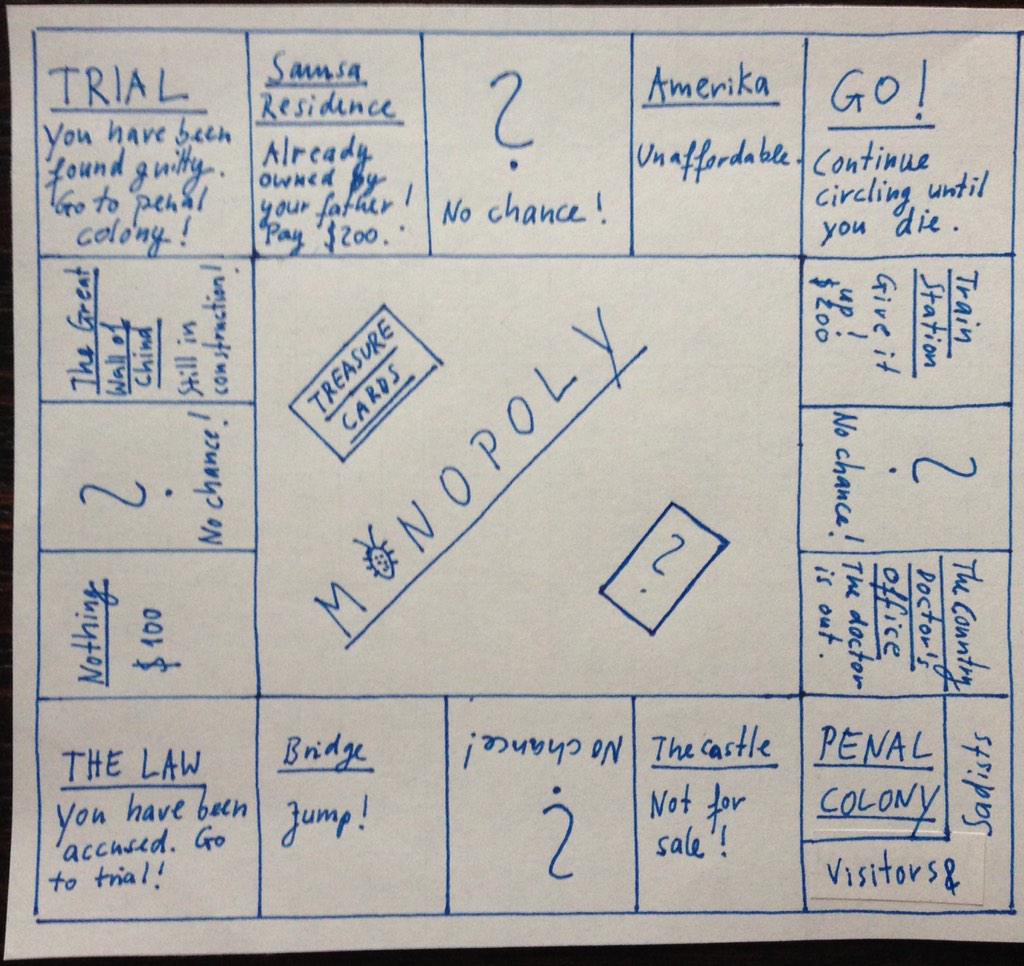 TRIAL
You have been
found guilty.
Go to penal
colony!
Samsa
Residence
Already
owned by
your father!
Pay $200.
?
No chance!
Amerika
Unaffordable.
GO!
Continue
circling until
you die.
The Great
Wall of
China
Still in
construction!
Train
Station
Give it
up!
$200
TREASURE
CARDS
MONOPOLY
?
?
No chance!
?
No chance!
Nothing
$100
The Country
Doctor's
Office
The doctor
is out.
THE LAW
You have been
accused. Go
to trial!
Bridge
Jump!
No chance!
?
The castle
Not for
sale!
PENAL
COLONY
Visitors &
Sadists